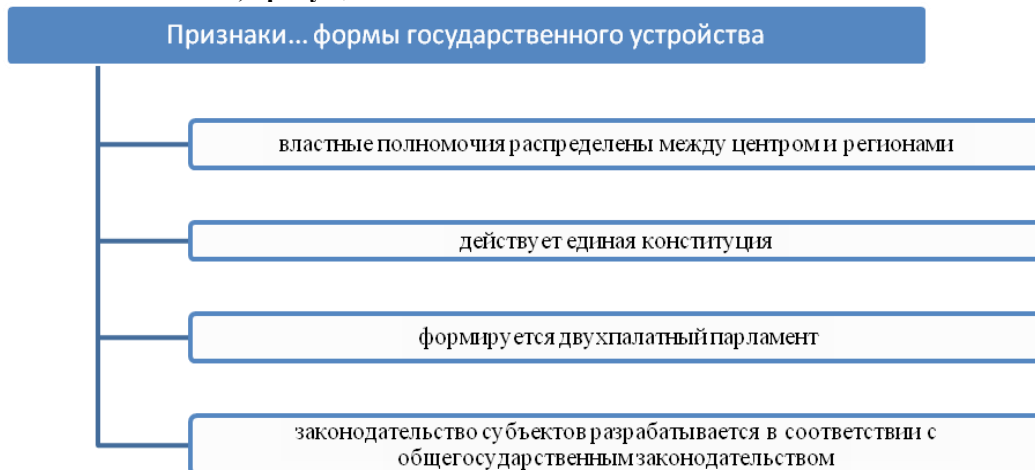 Признаки... формы государственного устройства
властные полномочия распределены между центром и регионами
действует единая конституция
формируется двухпалатный парламент
законодательство субъектов разрабатывается в соответствии с
общегосударственным законодательством